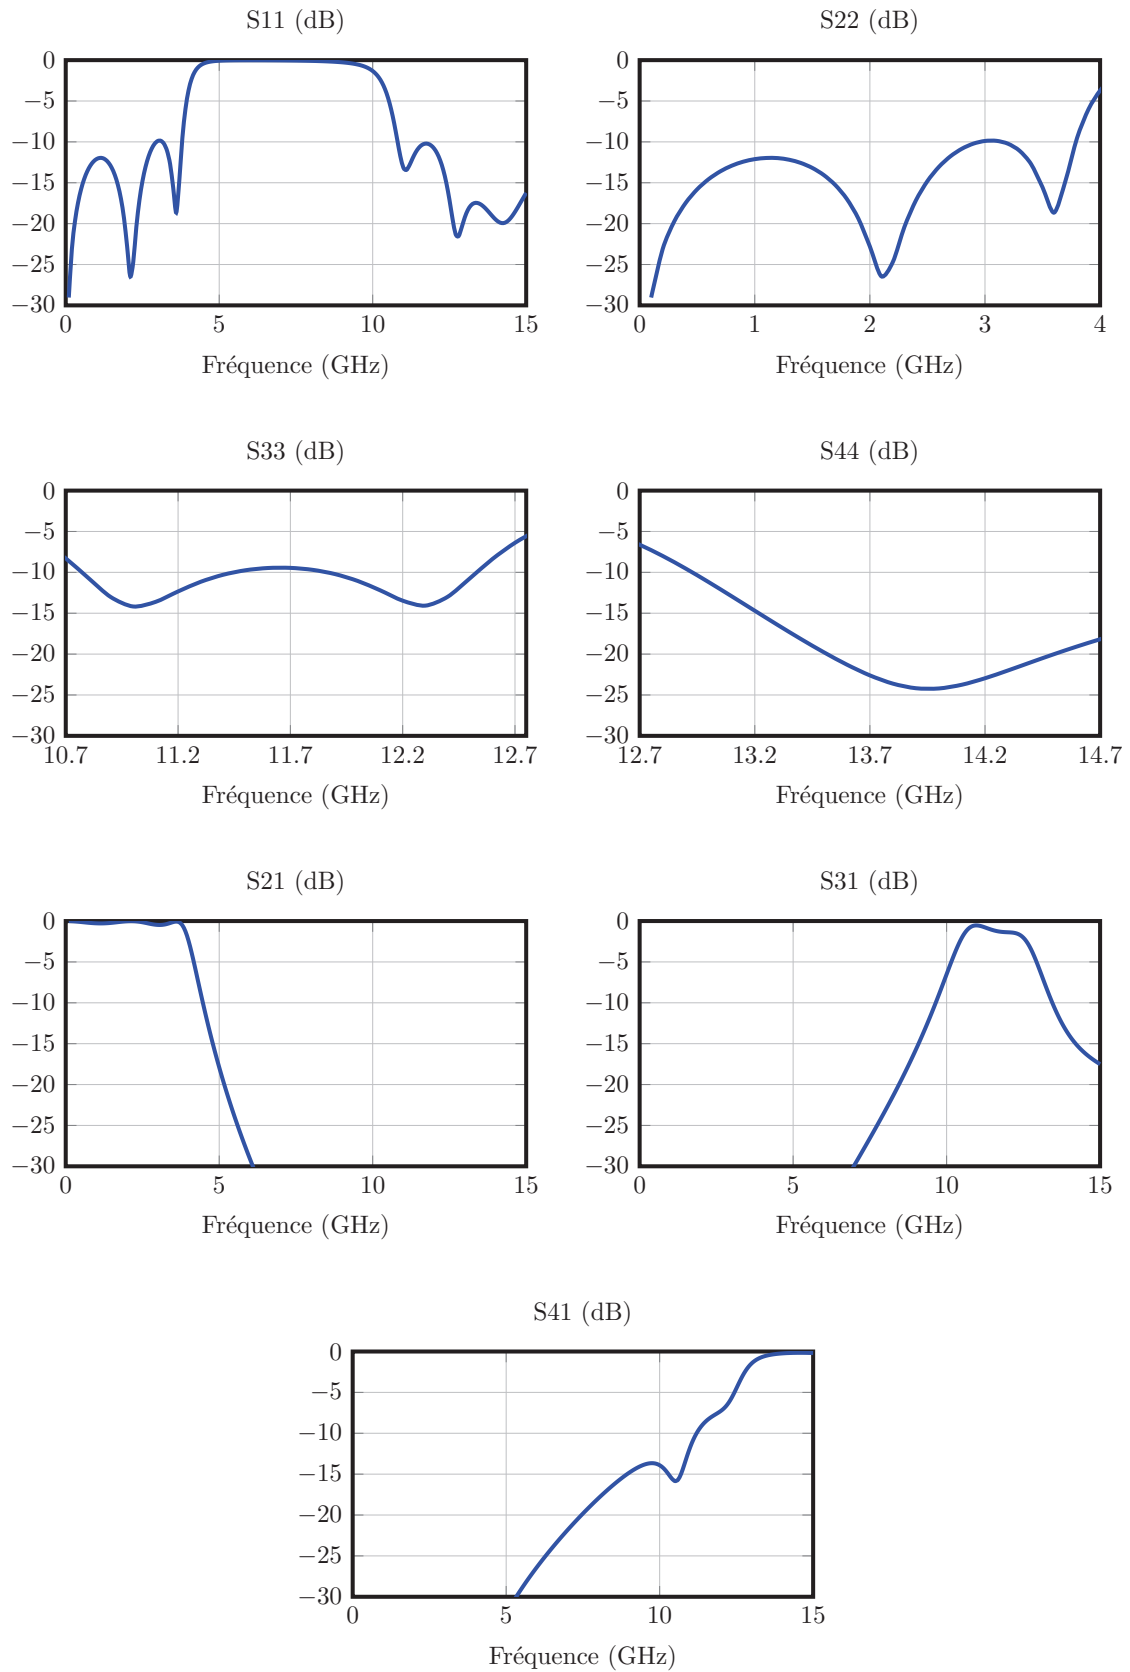 S11 (dB)
S22 (dB)
0
−5
−10
−15
−20
−25
−30
0 5 10 15
Fréquence (GHz)
0
−5
−10
−15
−20
−25
−30
0 1 2 3 4
Fréquence (GHz)
S33 (dB)
S44 (dB)
0
−5
−10
−15
−20
−25
−30
10.7 11.2 11.7 12.2 12.7
Fréquence (GHz)
0
−5
−10
−15
−20
−25
−30
12.7 13.2 13.7 14.2 14.7
Fréquence (GHz)
S21 (dB)
S31 (dB)
0
−5
−10
−15
−20
−25
−30
0 5 10 15
Fréquence (GHz)
0
−5
−10
−15
−20
−25
−30
0 5 10 15
Fréquence (GHz)
S41 (dB)
0
−5
−10
−15
−20
−25
−30
0 5 10 15
Fréquence (GHz)